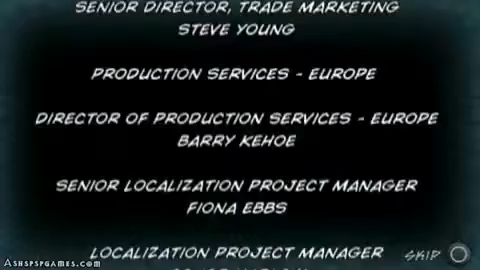 SENIOR DIRECTOR, TRADE MARKETING
STEVE YOUNG
PRODUCTION SERVICES - EUROPE
DIRECTOR OF PRODUCTION SERVICES - EUROPE
BARRY KEHOE
SENIOR LOCALIZATION PROJECT MANAGER
FIONA EBBS
LOCALIZATION PROJECT MANAGER
SKIP
ASHSPSPGAMES.COM